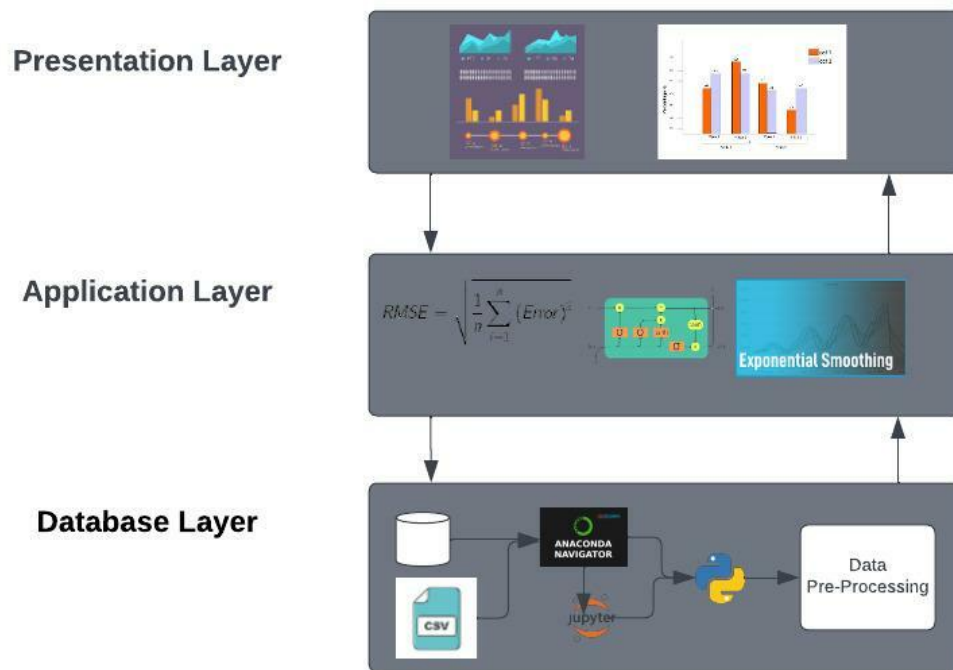 Presentation Layer
Application Layer
RMSE = √ 1/n ∑ i=1 n (Error)²
Exponential Smoothing
Database Layer
ANACONDA
NAVIGATOR
CSV
jupyter
Data
Pre-Processing